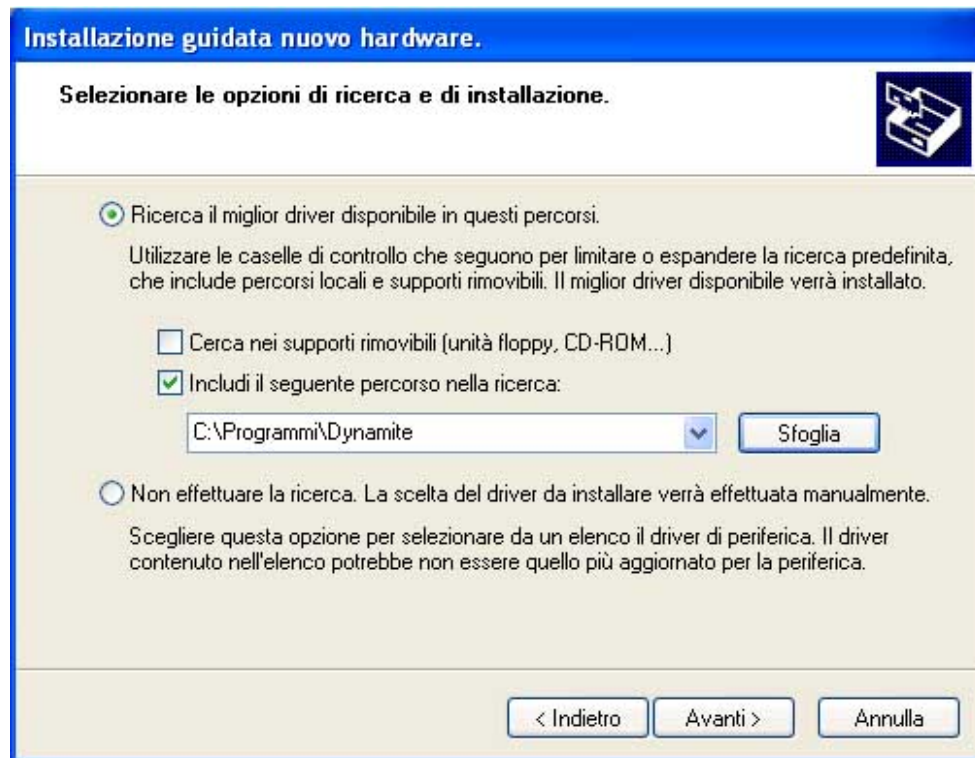 Installazione guidata nuovo hardware.
Selezionare le opzioni di ricerca e di installazione.
Ricerca il miglior driver disponibile in questi percorsi.
Utilizzare le caselle di controllo che seguono per limitare o espandere la ricerca predefinita,
che include percorsi locali e supporti rimovibili. Il miglior driver disponibile verrà installato.
Cerca nei supporti rimovibili (unità floppy, CD-ROM...)
Includi il seguente percorso nella ricerca:
C:\Programmi\Dynamite
Sfoglia
Non effettuare la ricerca. La scelta del driver da installare verrà effettuata manualmente.
Scegliere questa opzione per selezionare da un elenco il driver di periferica. Il driver
contenuto nell'elenco potrebbe non essere quello più aggiornato per la periferica.
< Indietro
Avanti >
Annulla